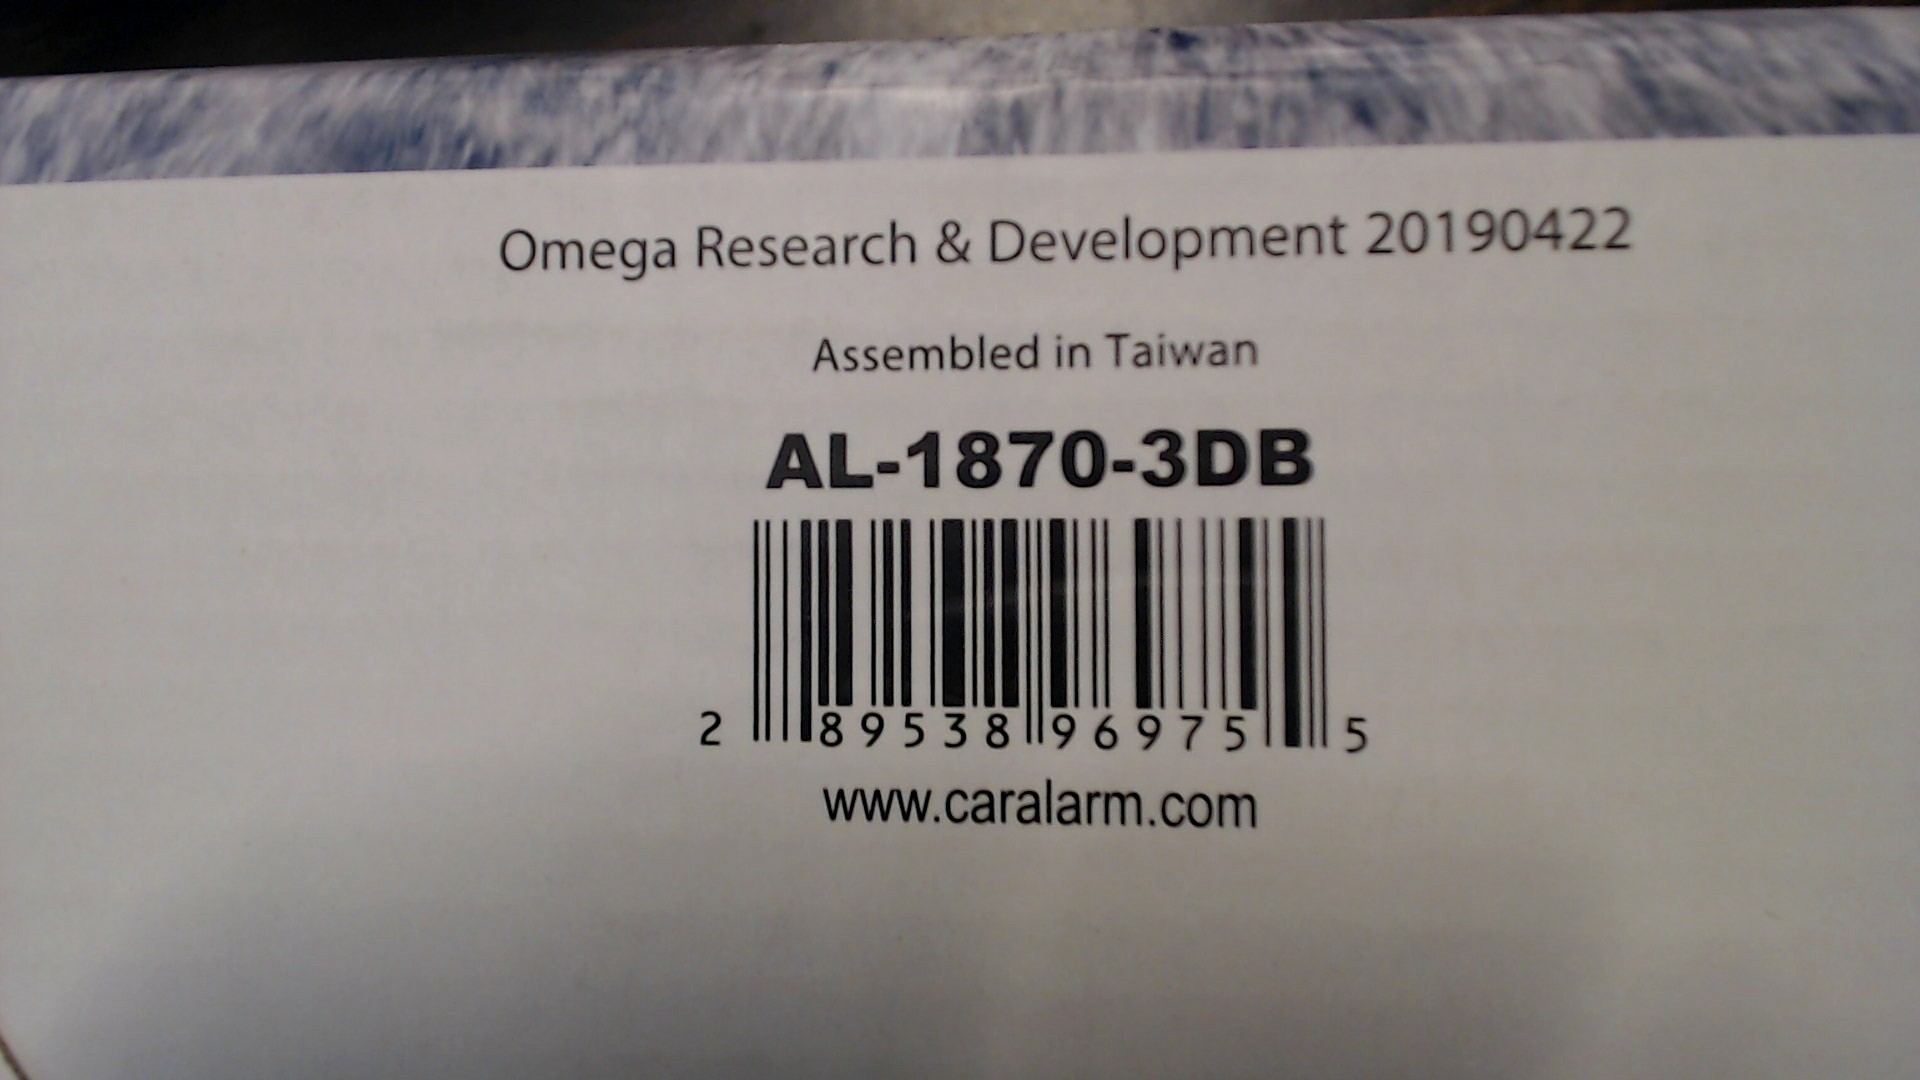 Omega Research & Development 20190422
Assembled in Taiwan
AL-1870-3DB
2 89538 96975 5
www.caralarm.com